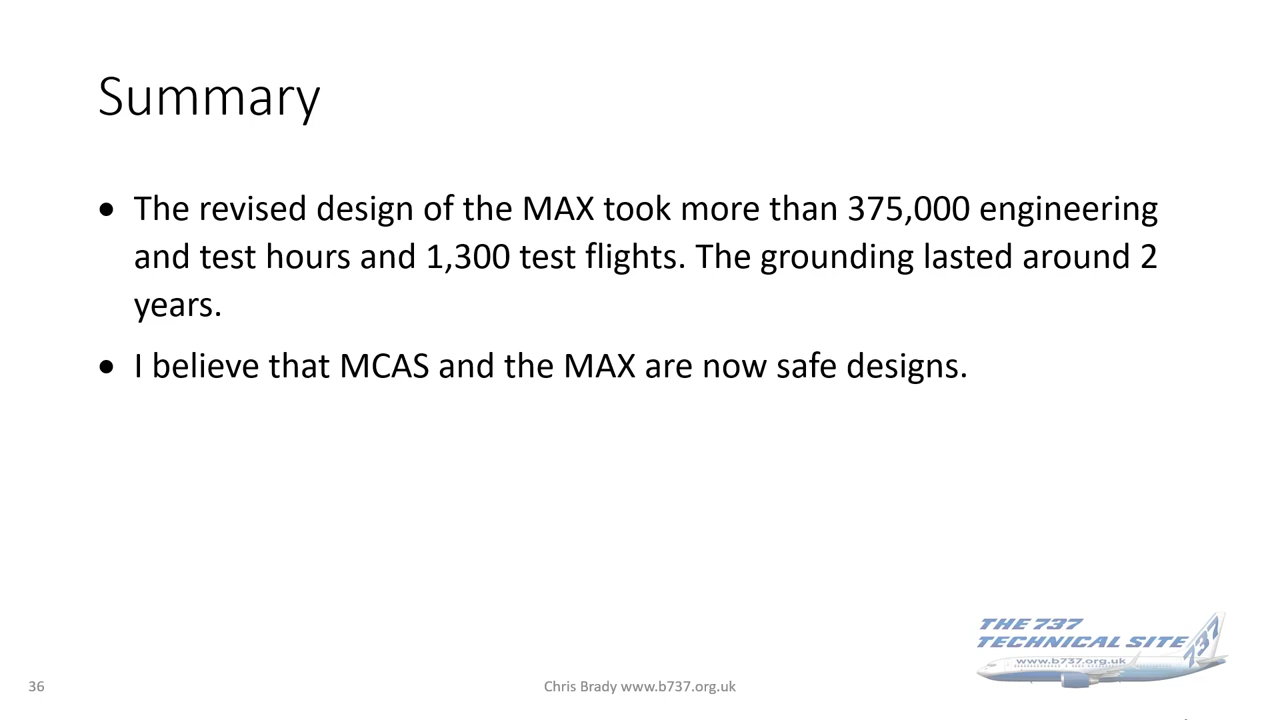 Summary
• The revised design of the MAX took more than 375,000 engineering
and test hours and 1,300 test flights. The grounding lasted around 2
years.
• I believe that MCAS and the MAX are now safe designs.
THE 737
TECHNICAL SITE
737
www.b737.org.uk
36
Chris Brady www.b737.org.uk